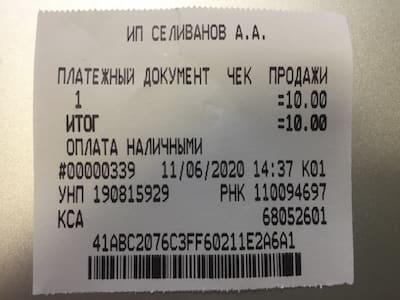 ИП СЕЛИВАНОВ А.А.
ПЛАТЕЖНЫЙ ДОКУМЕНТ ЧЕК ПРОДАЖИ
1 =10.00
ИТОГ =10.00
ОПЛАТА НАЛИЧНЫМИ
#00000339 11/06/2020 14:37 К01
УНП 190815929 РНК 110094697
КСА 68052601
41ABC2076C3FF60211E2A6A1